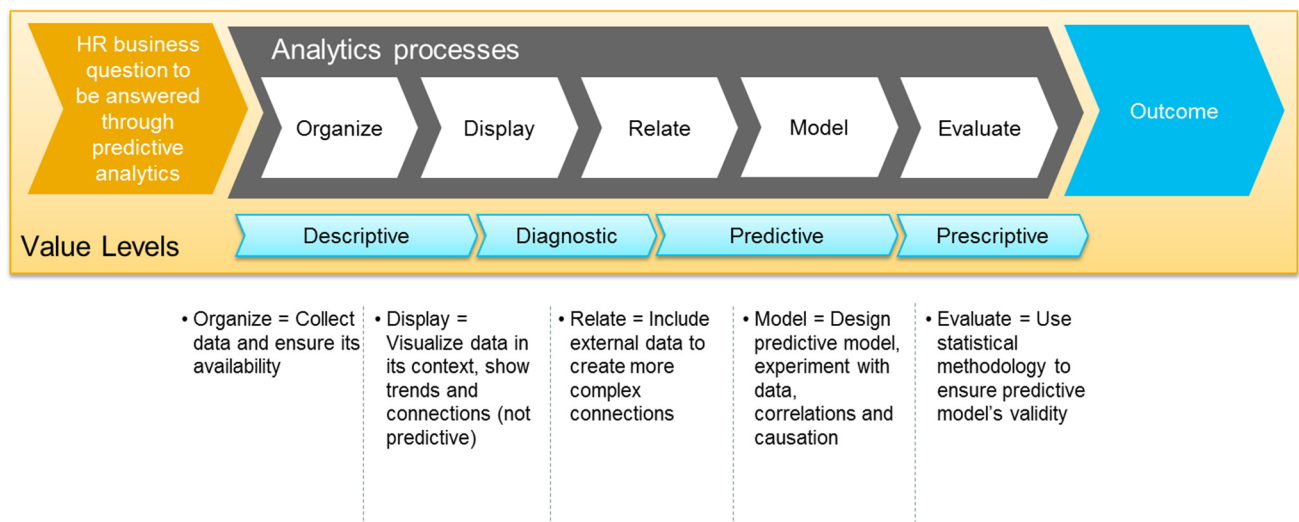 HR business
question to
be answered
through
predictive
analytics
Analytics processes
Organize
Display
Relate
Model
Evaluate
Outcome
Value Levels
Descriptive
Diagnostic
Predictive
Prescriptive
• Organize = Collect
data and ensure its
availability
• Display =
Visualize data in
its context, show
trends and
connections (not
predictive)
• Relate = Include
external data to
create more
complex
connections
• Model = Design
predictive model,
experiment with
data,
correlations and
causation
• Evaluate = Use
statistical
methodology to
ensure predictive
model's validity